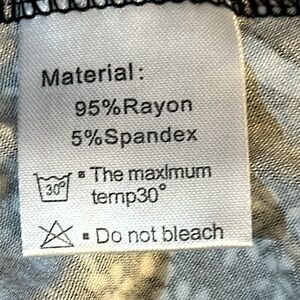 Material:
95%Rayon
5%Spandex
30° ▪ The maxlmum
temp30°
▪ Do not bleach